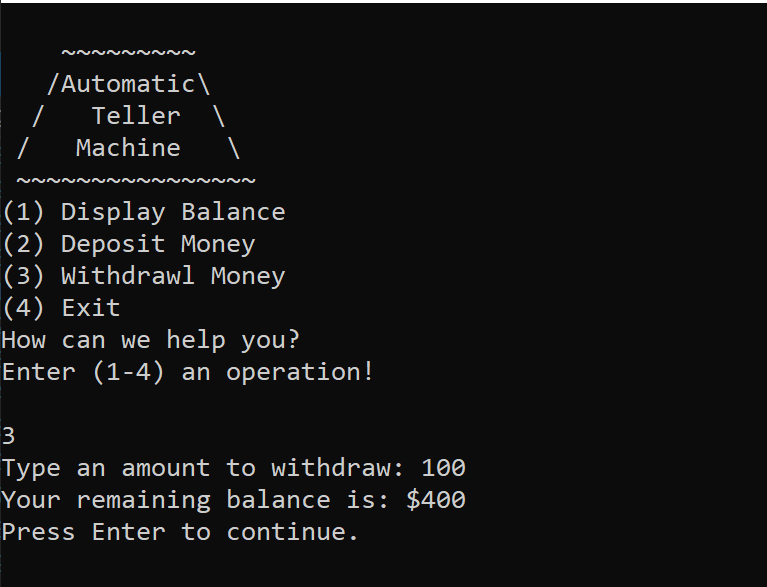 ~~~~~~~~~
/Automatic\
/   Teller  \
/   Machine   \
~~~~~~~~~~~~~~~~
(1) Display Balance
(2) Deposit Money
(3) Withdrawl Money
(4) Exit
How can we help you?
Enter (1-4) an operation!
3
Type an amount to withdraw: 100
Your remaining balance is: $400
Press Enter to continue.